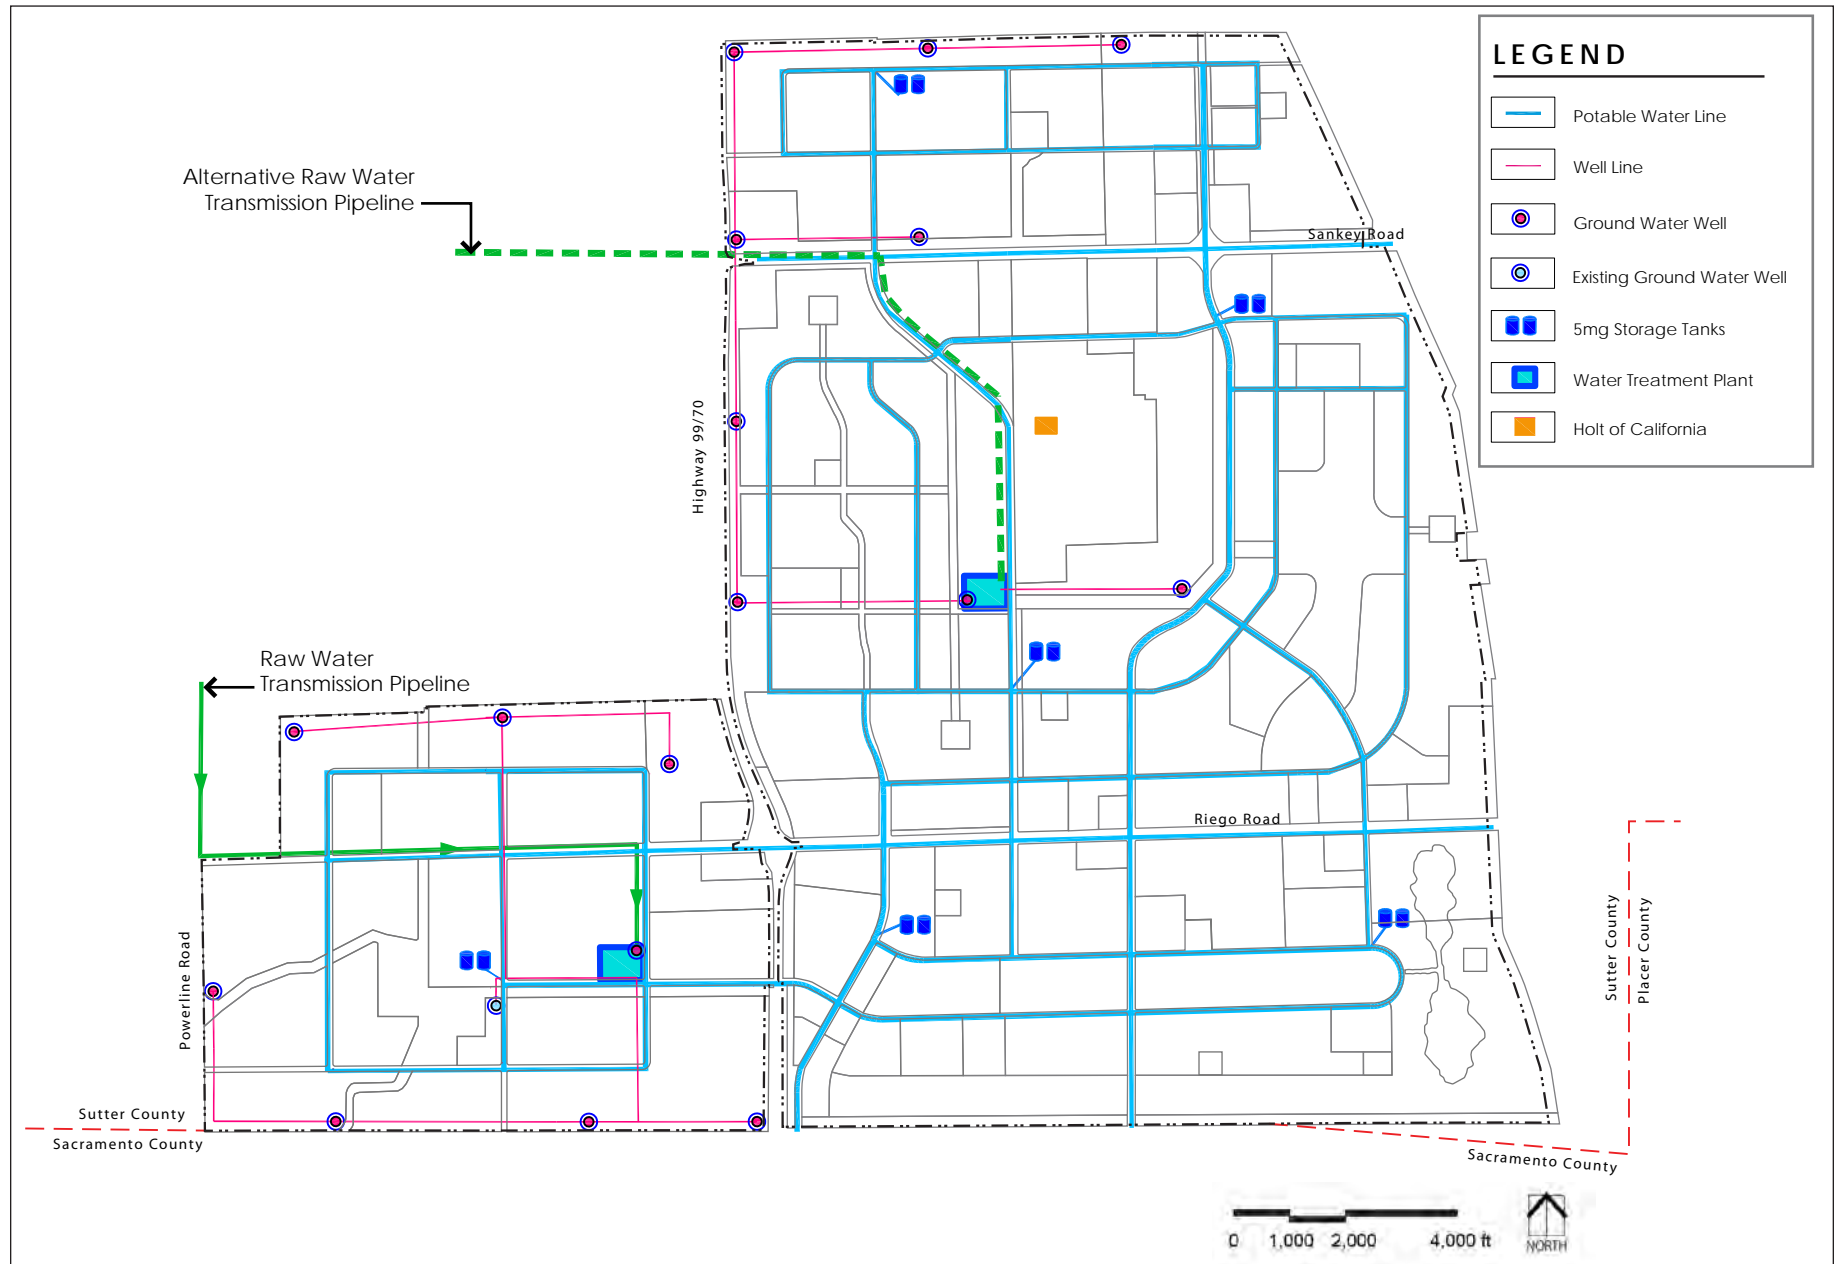 LEGEND
Potable Water Line
Well Line
Ground Water Well
Existing Ground Water Well
5mg Storage Tanks
Water Treatment Plant
Holt of California
Alternative Raw Water
Transmission Pipeline
Sankey Road
Highway 99/70
Raw Water
Transmission Pipeline
Riego Road
Powerline Road
Sutter County
Placer County
Sutter County
Sacramento County
Sacramento County
0 1,000 2,000 4,000 ft
NORTH